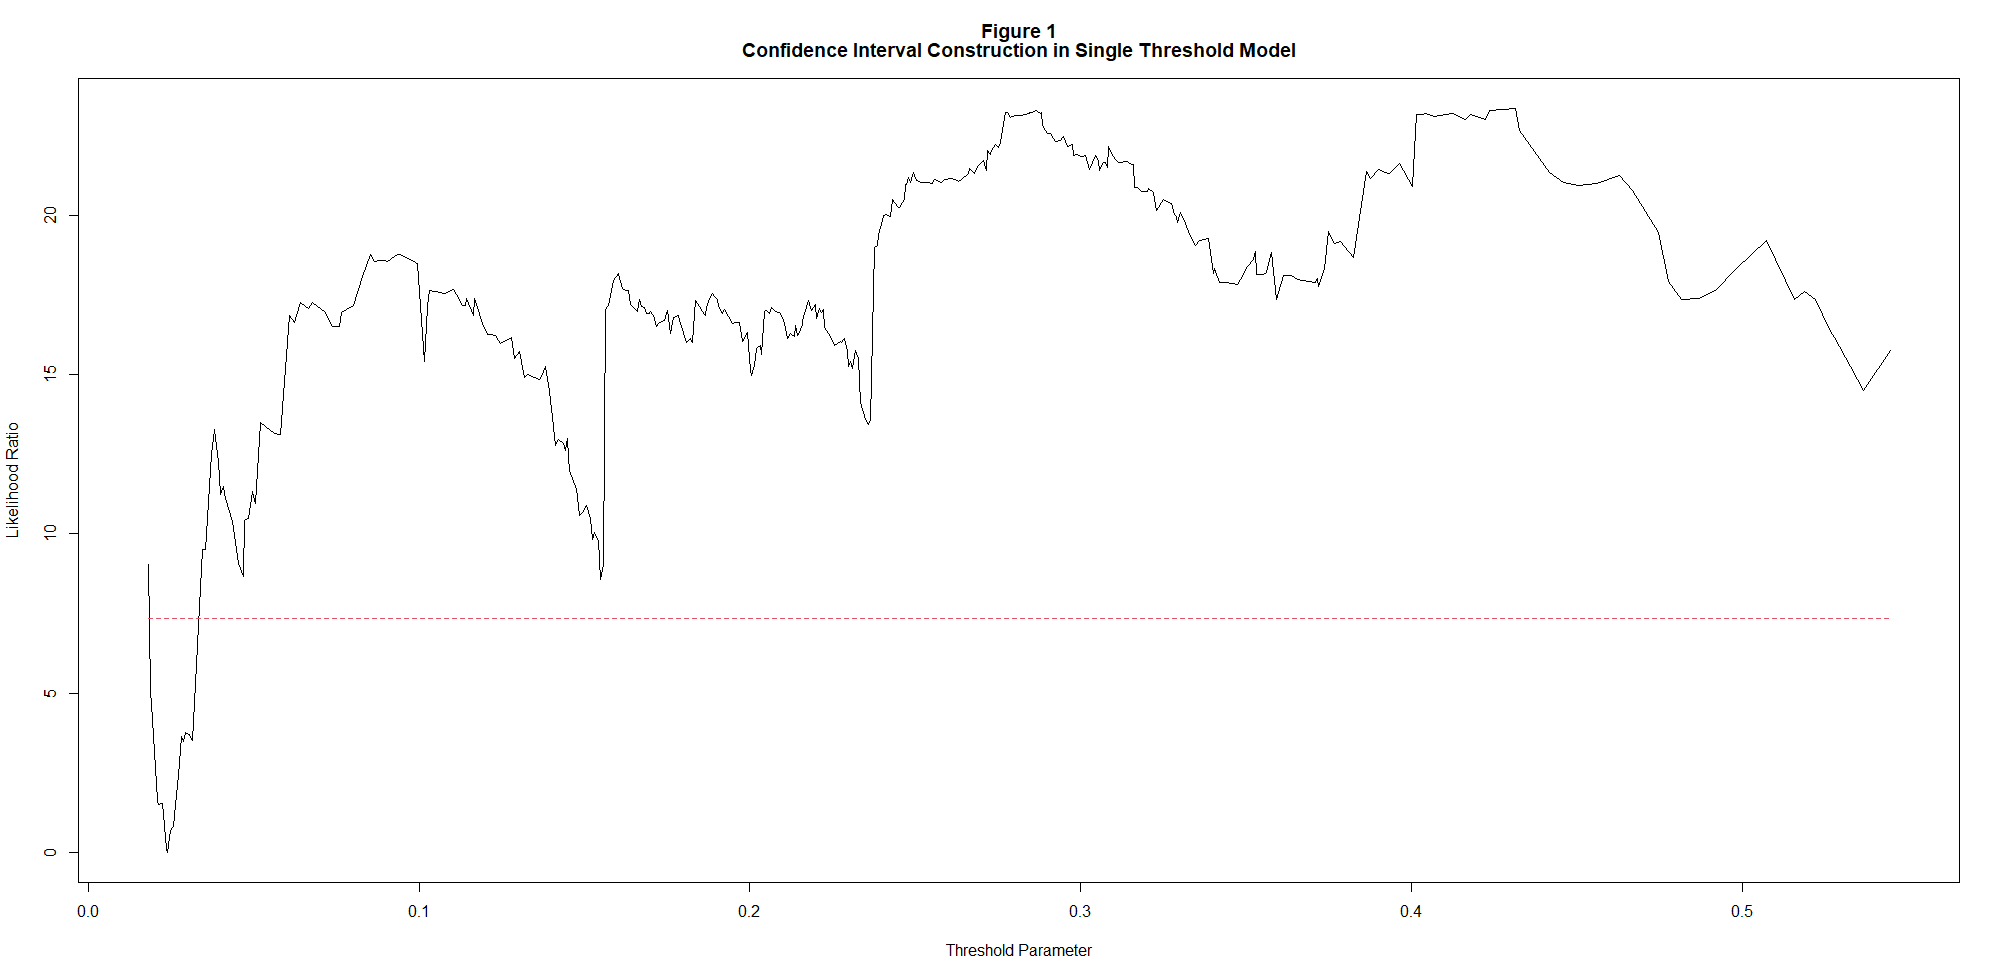 Figure 1
Confidence Interval Construction in Single Threshold Model
Likelihood Ratio
20
15
10
5
0
0.0 0.1 0.2 0.3 0.4 0.5
Threshold Parameter